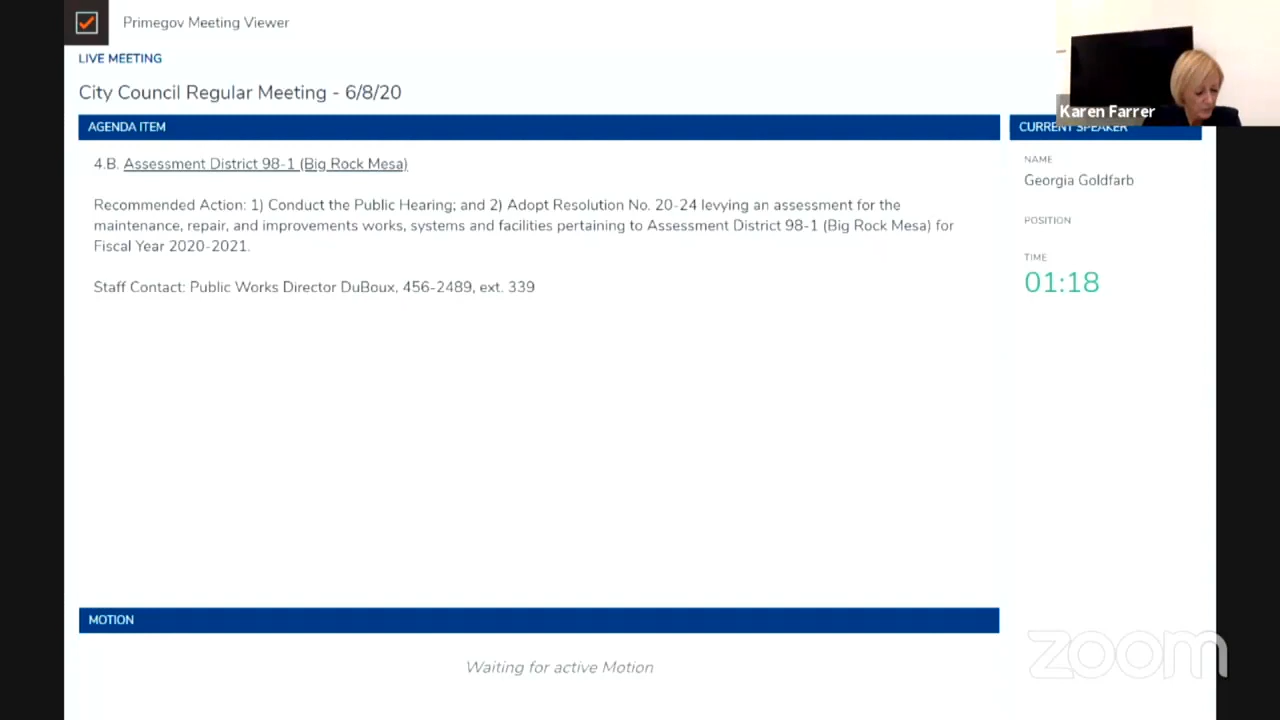 Primegov Meeting Viewer
LIVE MEETING
City Council Regular Meeting - 6/8/20
Karen Farrer
AGENDA ITEM
CURRENT SPEAKER
4.B. Assessment District 98-1 (Big Rock Mesa)
Recommended Action: 1) Conduct the Public Hearing; and 2) Adopt Resolution No. 20-24 levying an assessment for the
maintenance, repair, and improvements works, systems and facilities pertaining to Assessment District 98-1 (Big Rock Mesa) for
Fiscal Year 2020-2021.
Staff Contact: Public Works Director DuBoux, 456-2489, ext. 339
NAME
Georgia Goldfarb
POSITION
TIME
01:18
MOTION
Waiting for active Motion
zoom